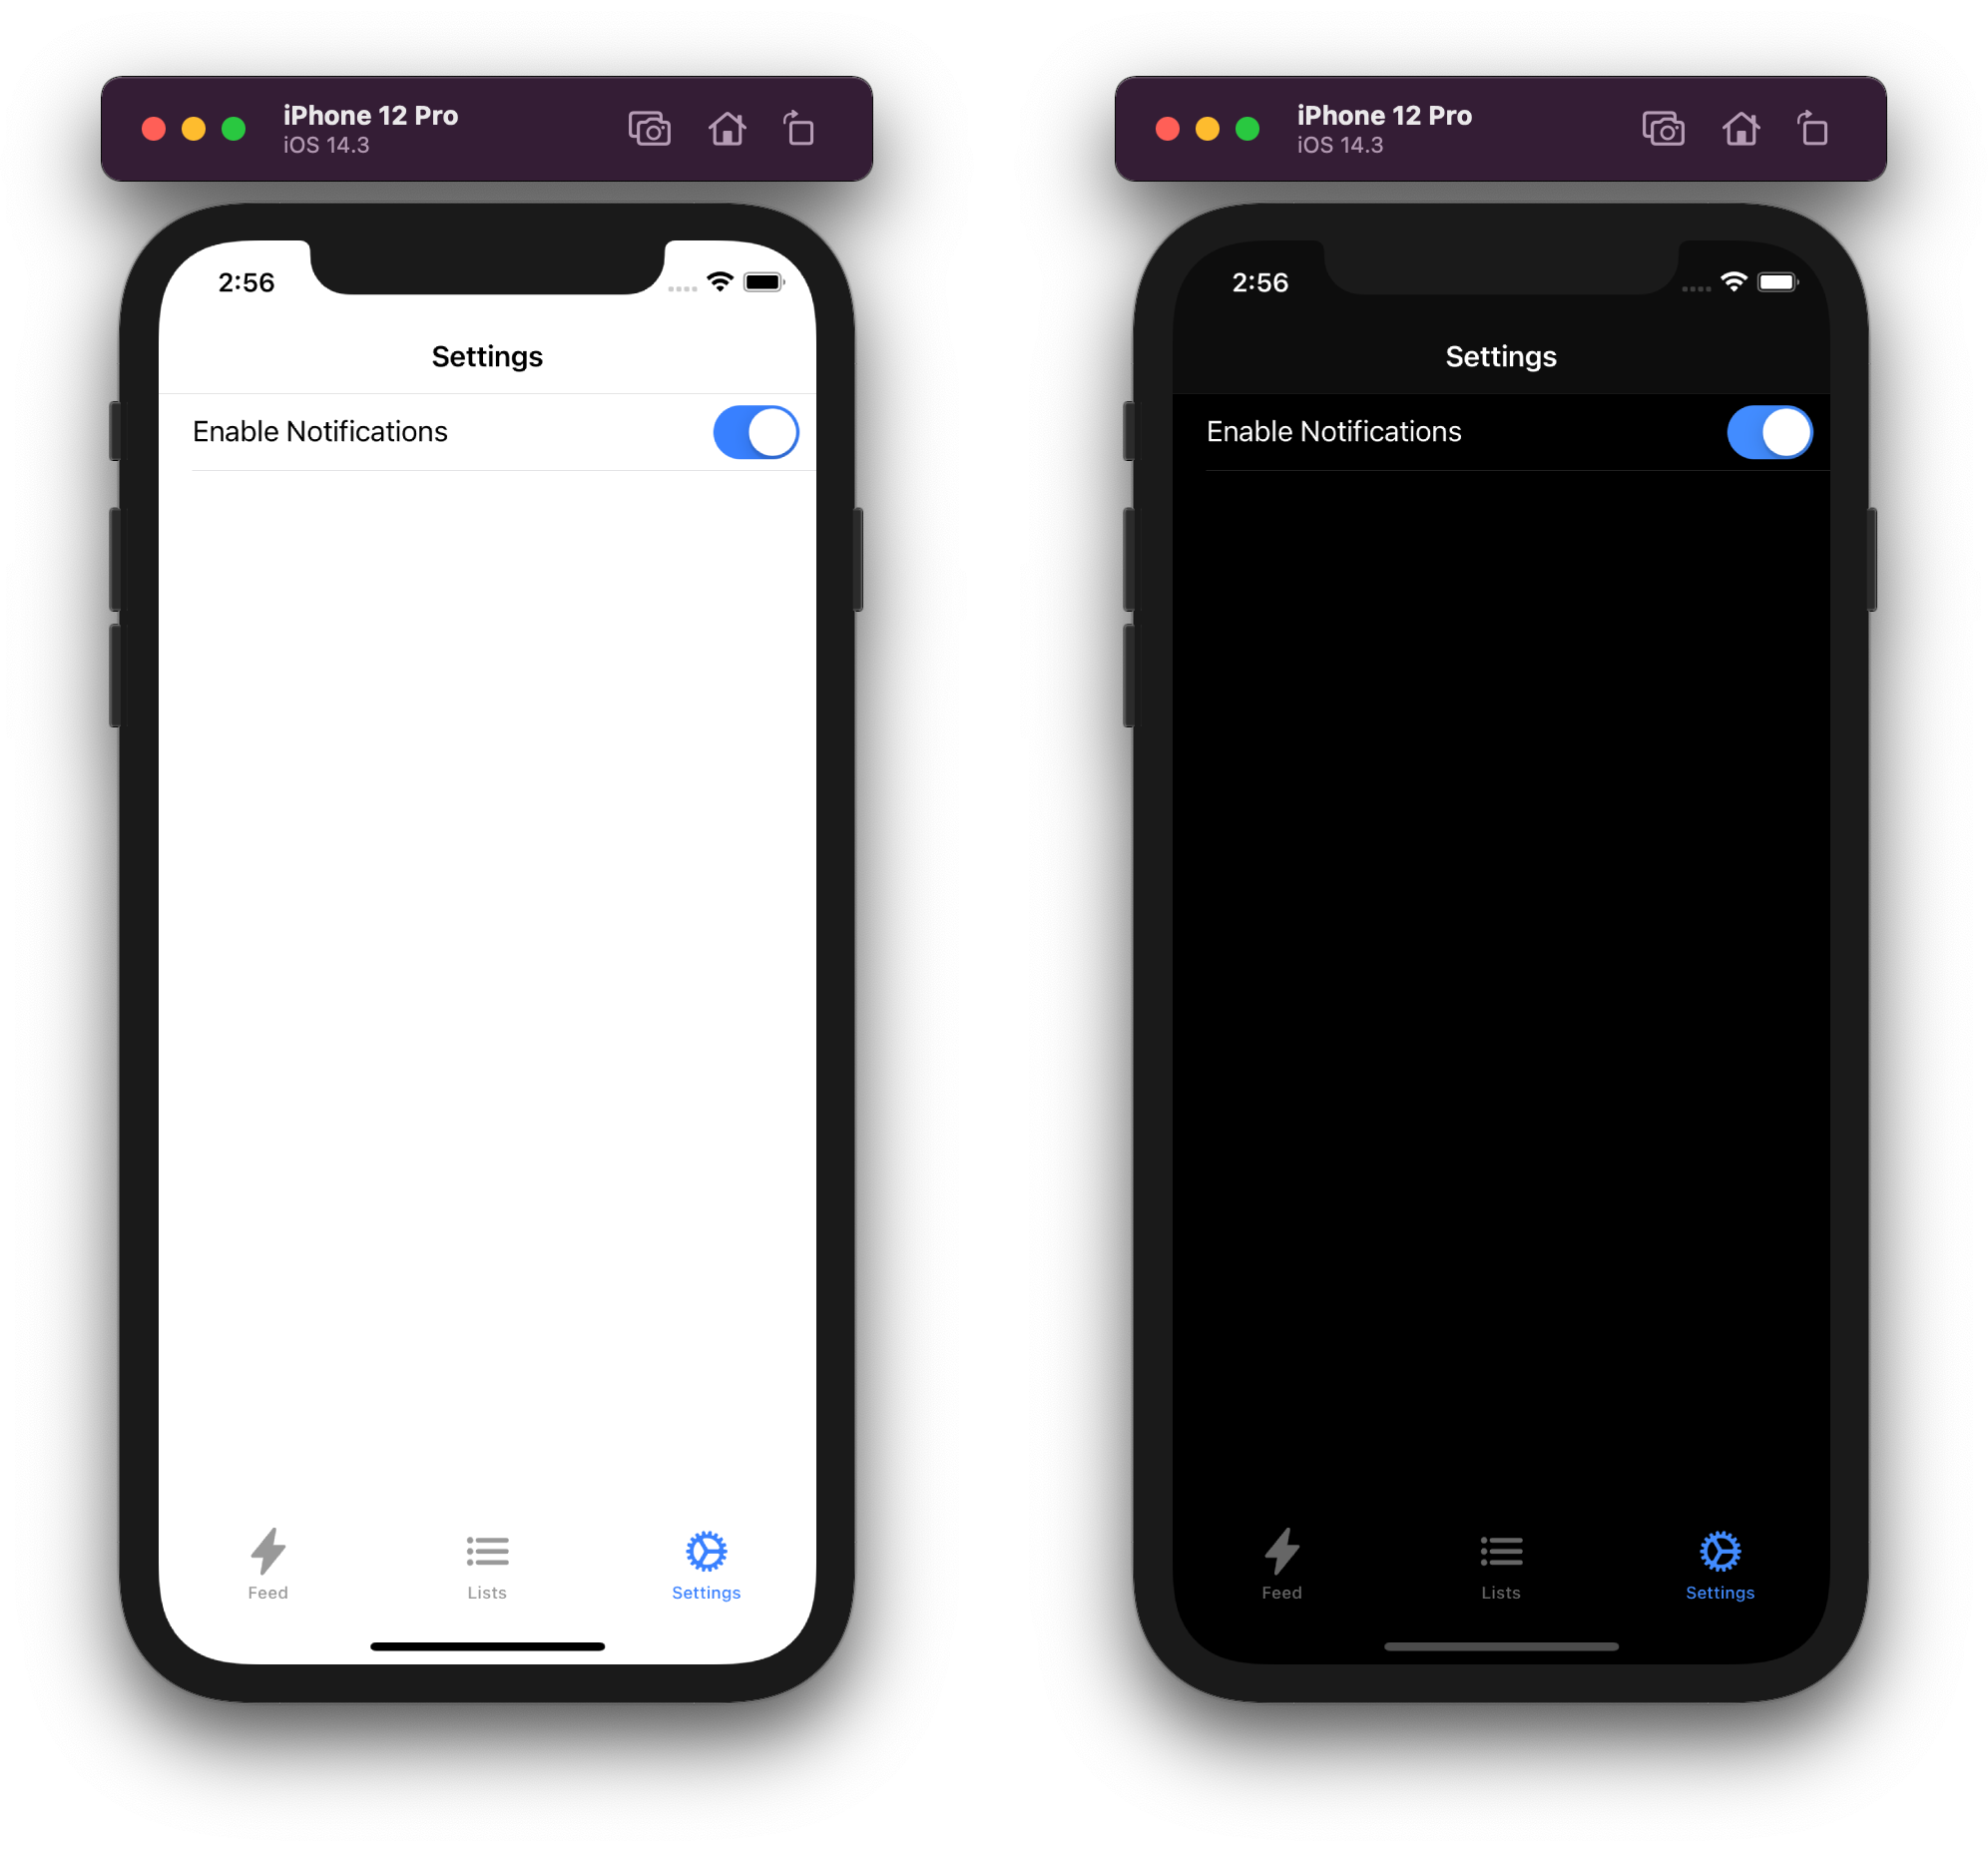 iPhone 12 Pro
iOS 14.3
2:56
Settings
Enable Notifications
Feed
Lists
Settings
iPhone 12 Pro
iOS 14.3
2:56
Settings
Enable Notifications
Feed
Lists
Settings